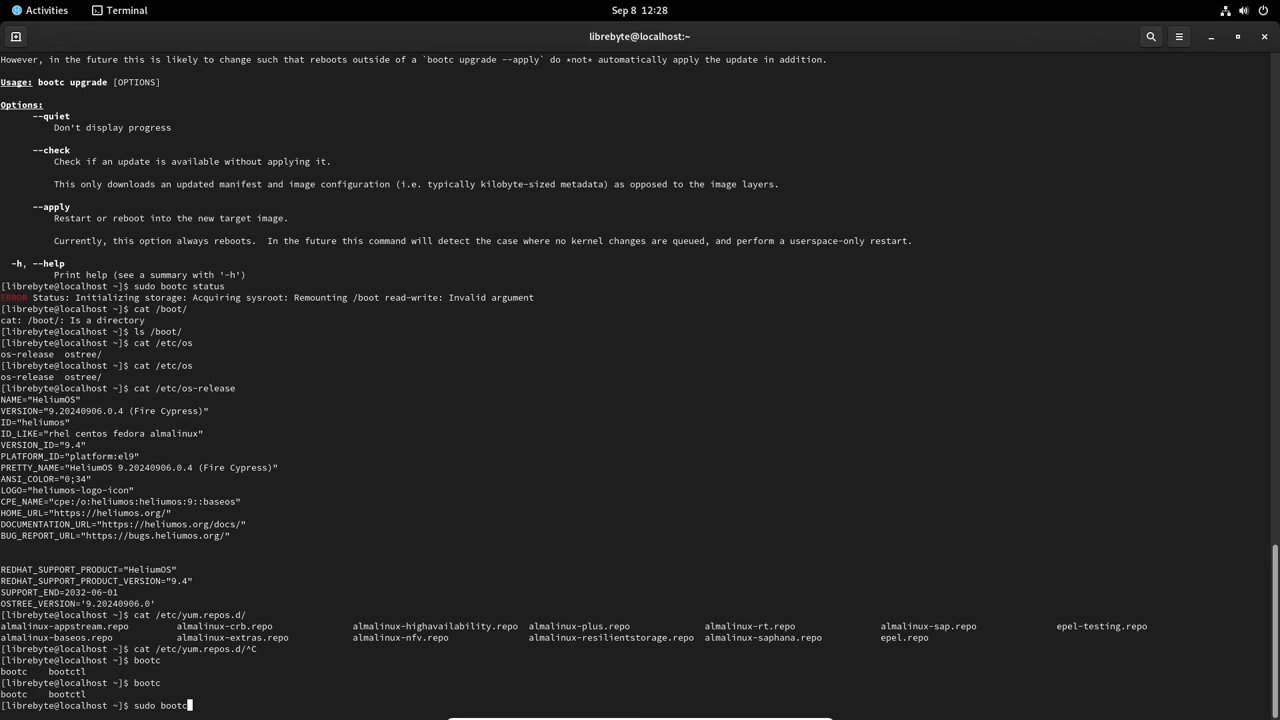 Activities
Terminal
Sep 8 12:28
librebyte@localhost:~
However, in the future this is likely to change such that reboots outside of a `bootc upgrade --apply` do *not* automatically apply the update in addition.
Usage: bootc upgrade [OPTIONS]
Options:
--quiet
Don't display progress
--check
Check if an update is available without applying it.
This only downloads an updated manifest and image configuration (i.e. typically kilobyte-sized metadata) as opposed to the image layers.
--apply
Restart or reboot into the new target image.
Currently, this option always reboots.  In the future this command will detect the case where no kernel changes are queued, and perform a userspace-only restart.
-h, --help
Print help (see a summary with '-h')
[librebyte@localhost ~]$ sudo bootc status
ERROR Status: Initializing storage: Acquiring sysroot: Remounting /boot read-write: Invalid argument
[librebyte@localhost ~]$ cat /boot/
cat: /boot/: Is a directory
[librebyte@localhost ~]$ ls /boot/
[librebyte@localhost ~]$ cat /etc/os
os-release  ostree/
[librebyte@localhost ~]$ cat /etc/os
os-release  ostree/
[librebyte@localhost ~]$ cat /etc/os-release
NAME="HeliumOS"
VERSION="9.20240906.0.4 (Fire Cypress)"
ID="heliumos"
ID_LIKE="rhel centos fedora almalinux"
VERSION_ID="9.4"
PLATFORM_ID="platform:el9"
PRETTY_NAME="HeliumOS 9.20240906.0.4 (Fire Cypress)"
ANSI_COLOR="0;34"
LOGO="heliumos-logo-icon"
CPE_NAME="cpe:/o:heliumos:heliumos:9::baseos"
HOME_URL="https://heliumos.org/"
DOCUMENTATION_URL="https://heliumos.org/docs/"
BUG_REPORT_URL="https://bugs.heliumos.org/"
REDHAT_SUPPORT_PRODUCT="HeliumOS"
REDHAT_SUPPORT_PRODUCT_VERSION="9.4"
SUPPORT_END=2032-06-01
OSTREE_VERSION='9.20240906.0'
[librebyte@localhost ~]$ cat /etc/yum.repos.d/
almalinux-appstream.repo  almalinux-crb.repo  almalinux-highavailability.repo  almalinux-plus.repo  almalinux-rt.repo  almalinux-sap.repo  epel-testing.repo
almalinux-baseos.repo  almalinux-extras.repo  almalinux-nfv.repo  almalinux-resilientstorage.repo  almalinux-saphana.repo  epel.repo
[librebyte@localhost ~]$ cat /etc/yum.repos.d/^C
[librebyte@localhost ~]$ bootc
bootc  bootctl
[librebyte@localhost ~]$ bootc
bootc  bootctl
[librebyte@localhost ~]$ sudo bootc